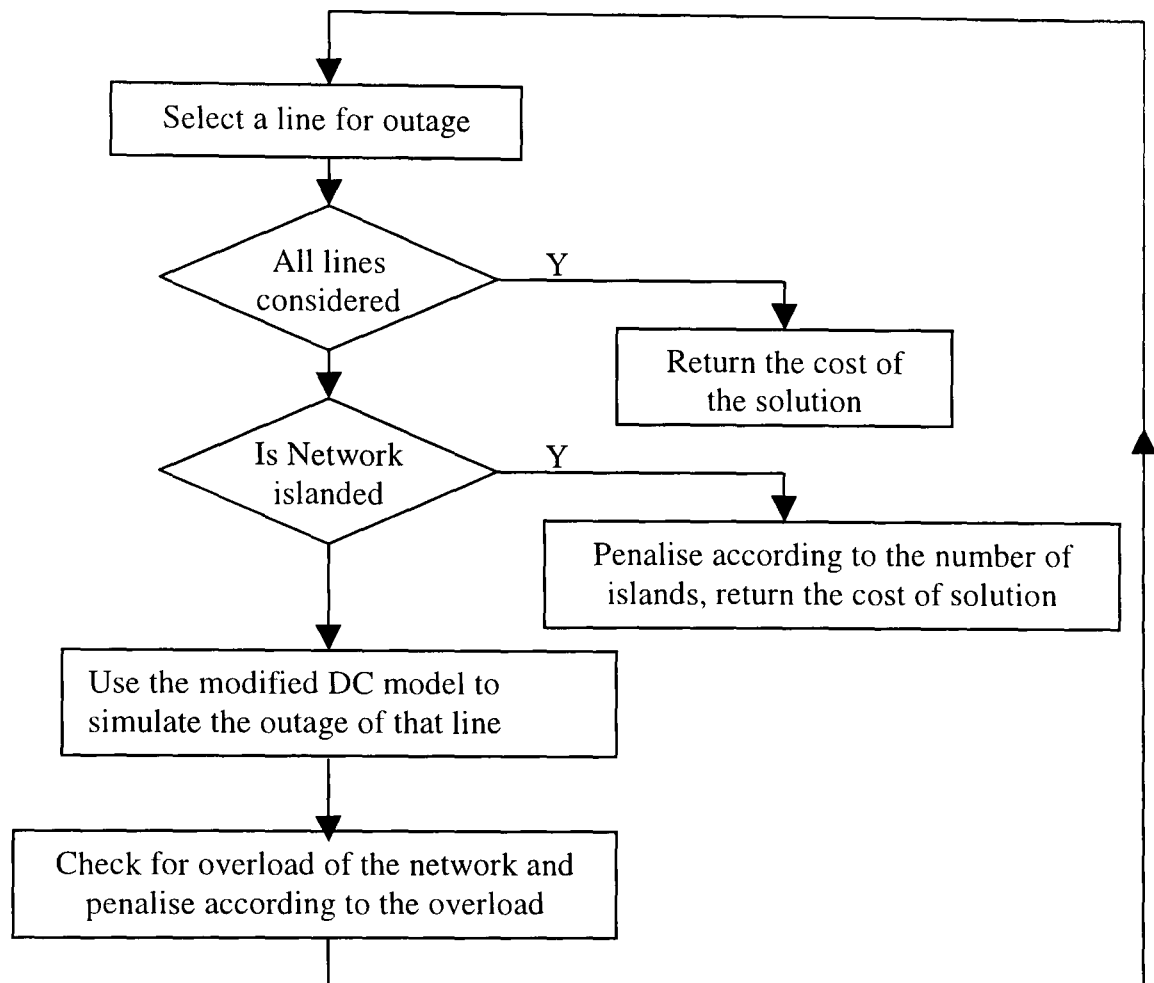 Select a line for outage
All lines
considered
Y
Return the cost of
the solution
Is Network
islanded
Y
Penalise according to the number of
islands, return the cost of solution
Use the modified DC model to
simulate the outage of that line
Check for overload of the network and
penalise according to the overload